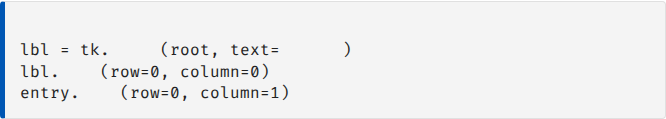 lbl = tk.     (root, text=      )
lbl.    (row=0, column=0)
entry.    (row=0, column=1)